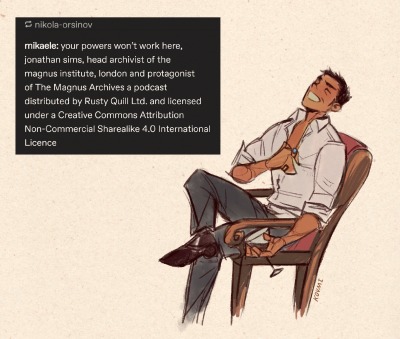 nikola-orsinov
mikaele: your powers won't work here,
jonathan sims, head archivist of the
magnus institute, london and protagonist
of The Magnus Archives a podcast
distributed by Rusty Quill Ltd. and licensed
under a Creative Commons Attribution
Non-Commercial Sharealike 4.0 International
Licence